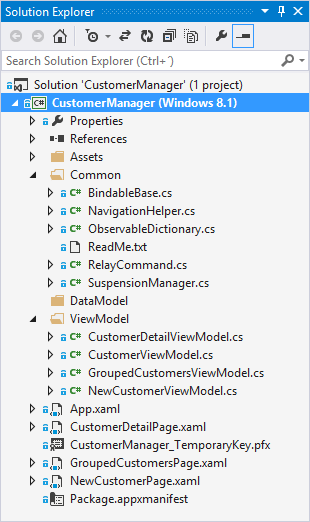 Solution Explorer
Search Solution Explorer (Ctrl+´)
Solution 'CustomerManager' (1 project)
CustomerManager (Windows 8.1)
Properties
References
Assets
Common
BindableBase.cs
NavigationHelper.cs
ObservableDictionary.cs
ReadMe.txt
RelayCommand.cs
SuspensionManager.cs
DataModel
ViewModel
CustomerDetailViewModel.cs
CustomerViewModel.cs
GroupedCustomersViewModel.cs
NewCustomerViewModel.cs
App.xaml
CustomerDetailPage.xaml
CustomerManager_TemporaryKey.pfx
GroupedCustomersPage.xaml
NewCustomerPage.xaml
Package.appxmanifest